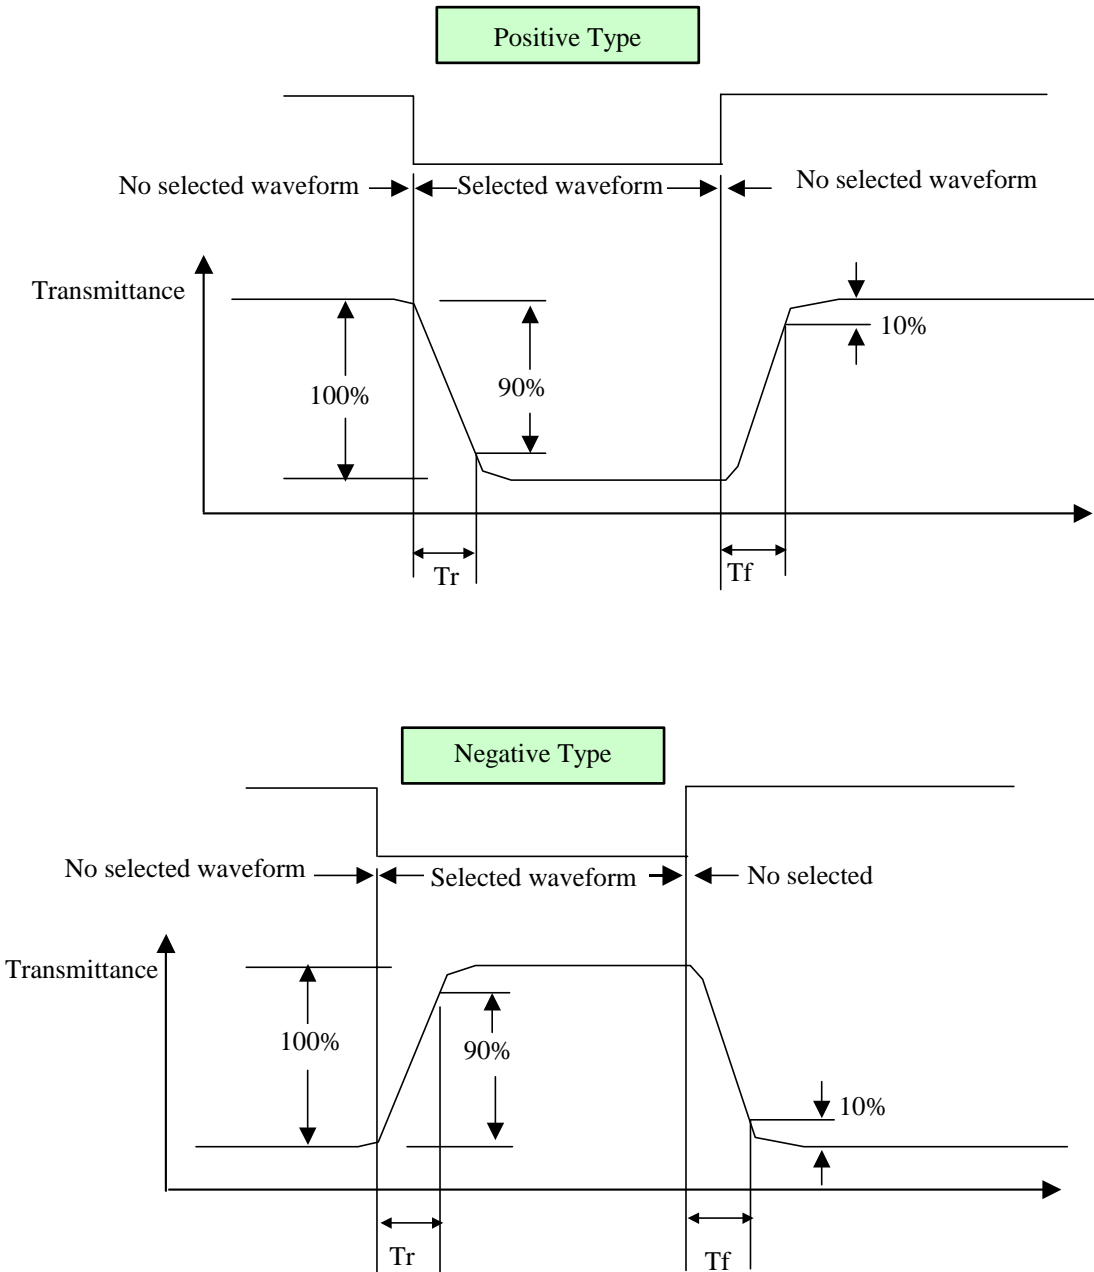 Positive Type
No selected waveform
Selected waveform
No selected waveform
Transmittance
10%
100%
90%
Tr
Tf
Negative Type
No selected waveform
Selected waveform
No selected
Transmittance
100%
90%
10%
Tr
Tf